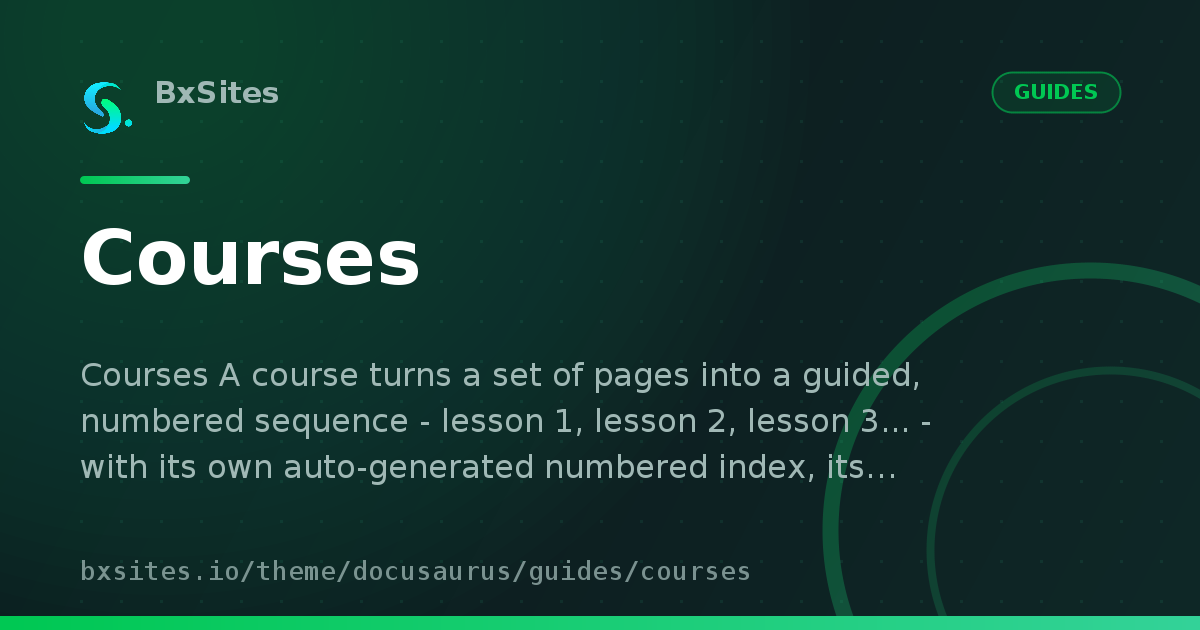 BxSites
GUIDES
Courses
Courses A course turns a set of pages into a guided,
numbered sequence - lesson 1, lesson 2, lesson 3... -
with its own auto-generated numbered index, its...
bxsites.io/theme/docusaurus/guides/courses